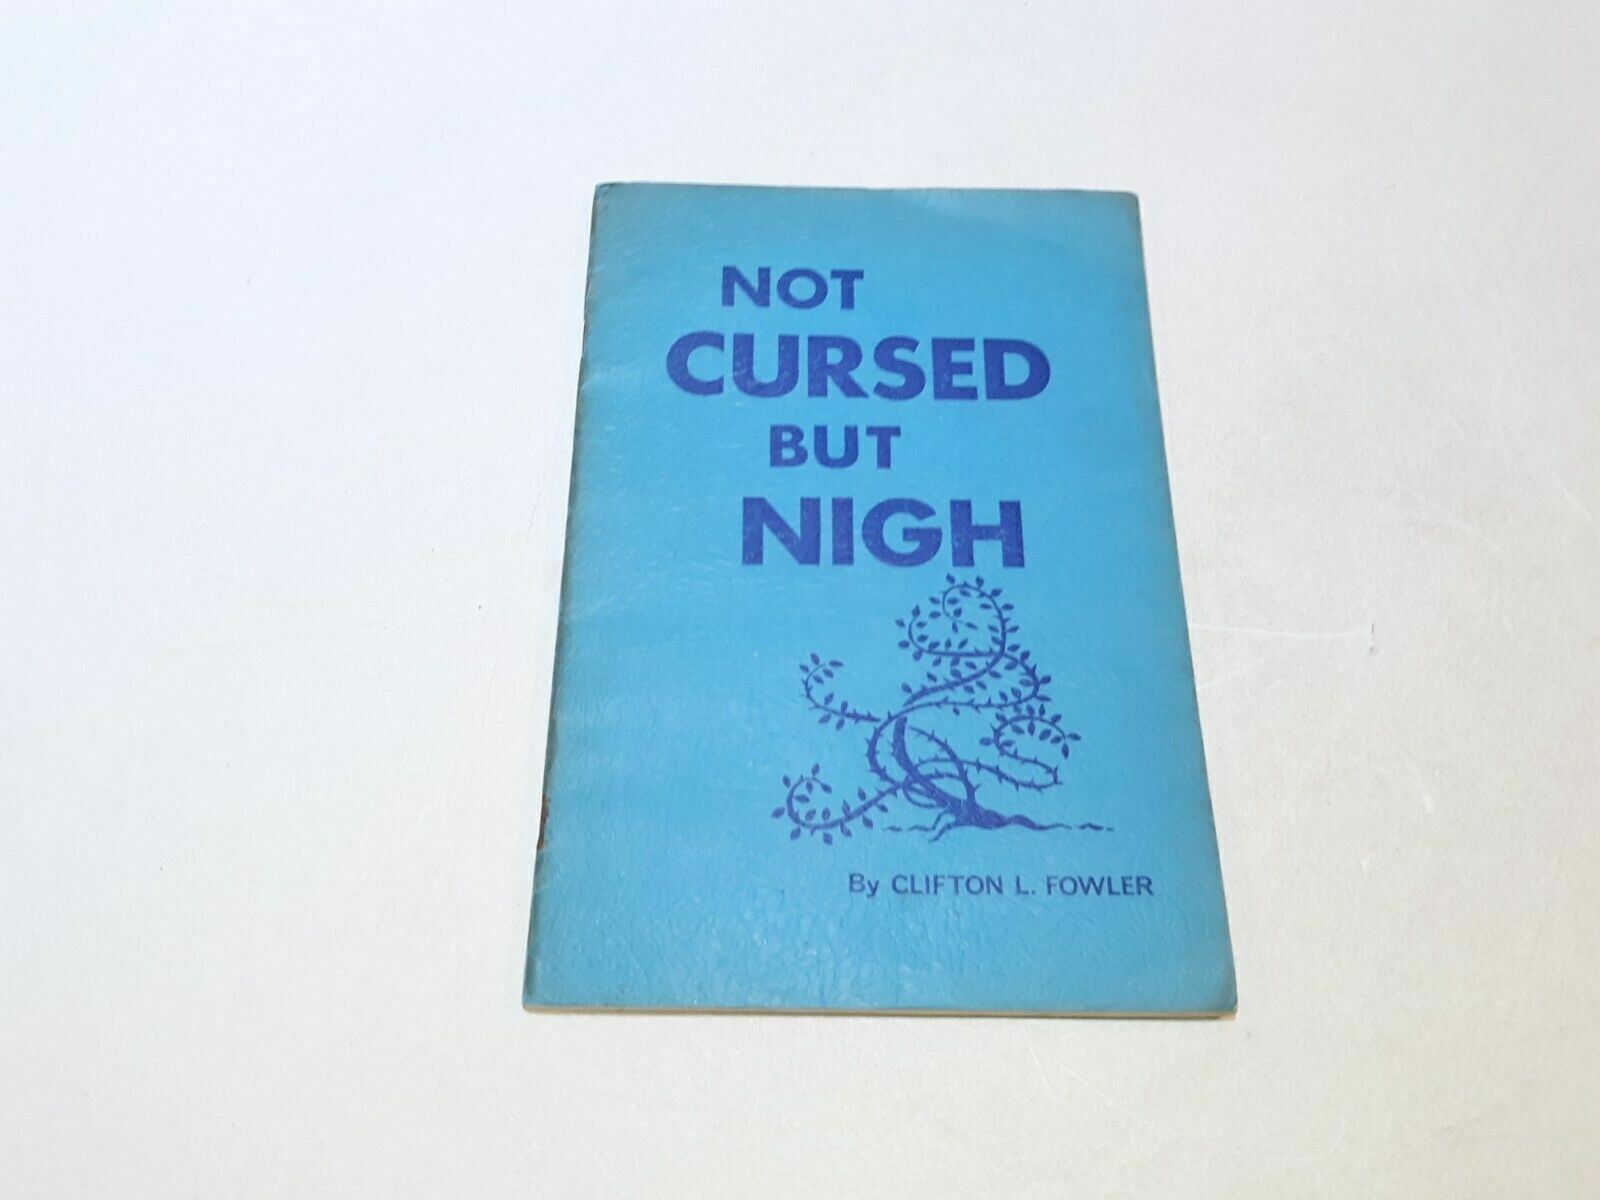 NOT
CURSED
BUT
NIGH
By CLIFTON L. FOWLER